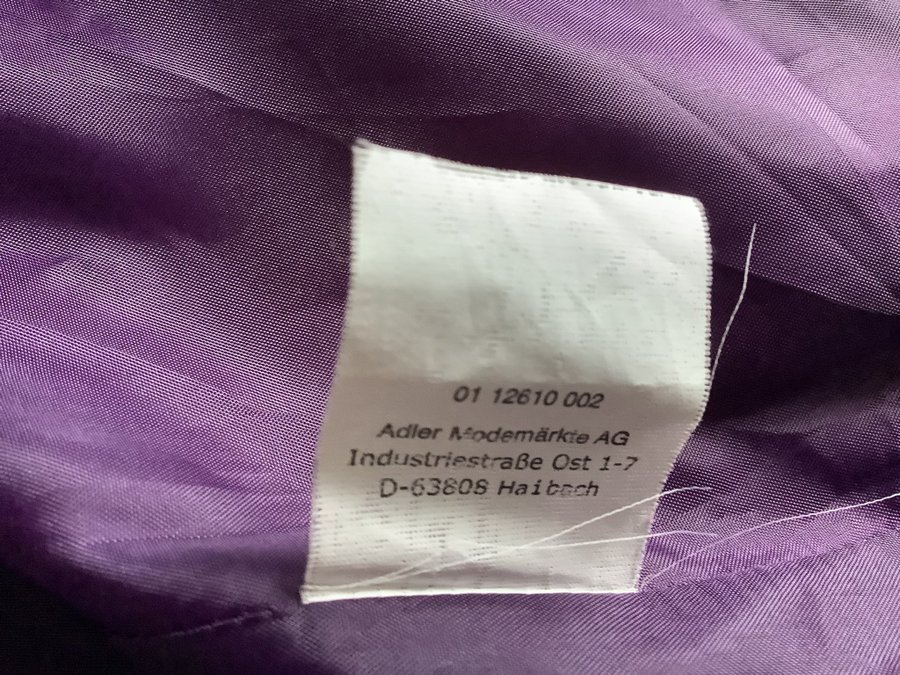 01 12610 002
Adler Modemärkte AG
Industriestraße Ost 1-7
D-63808 Haibach